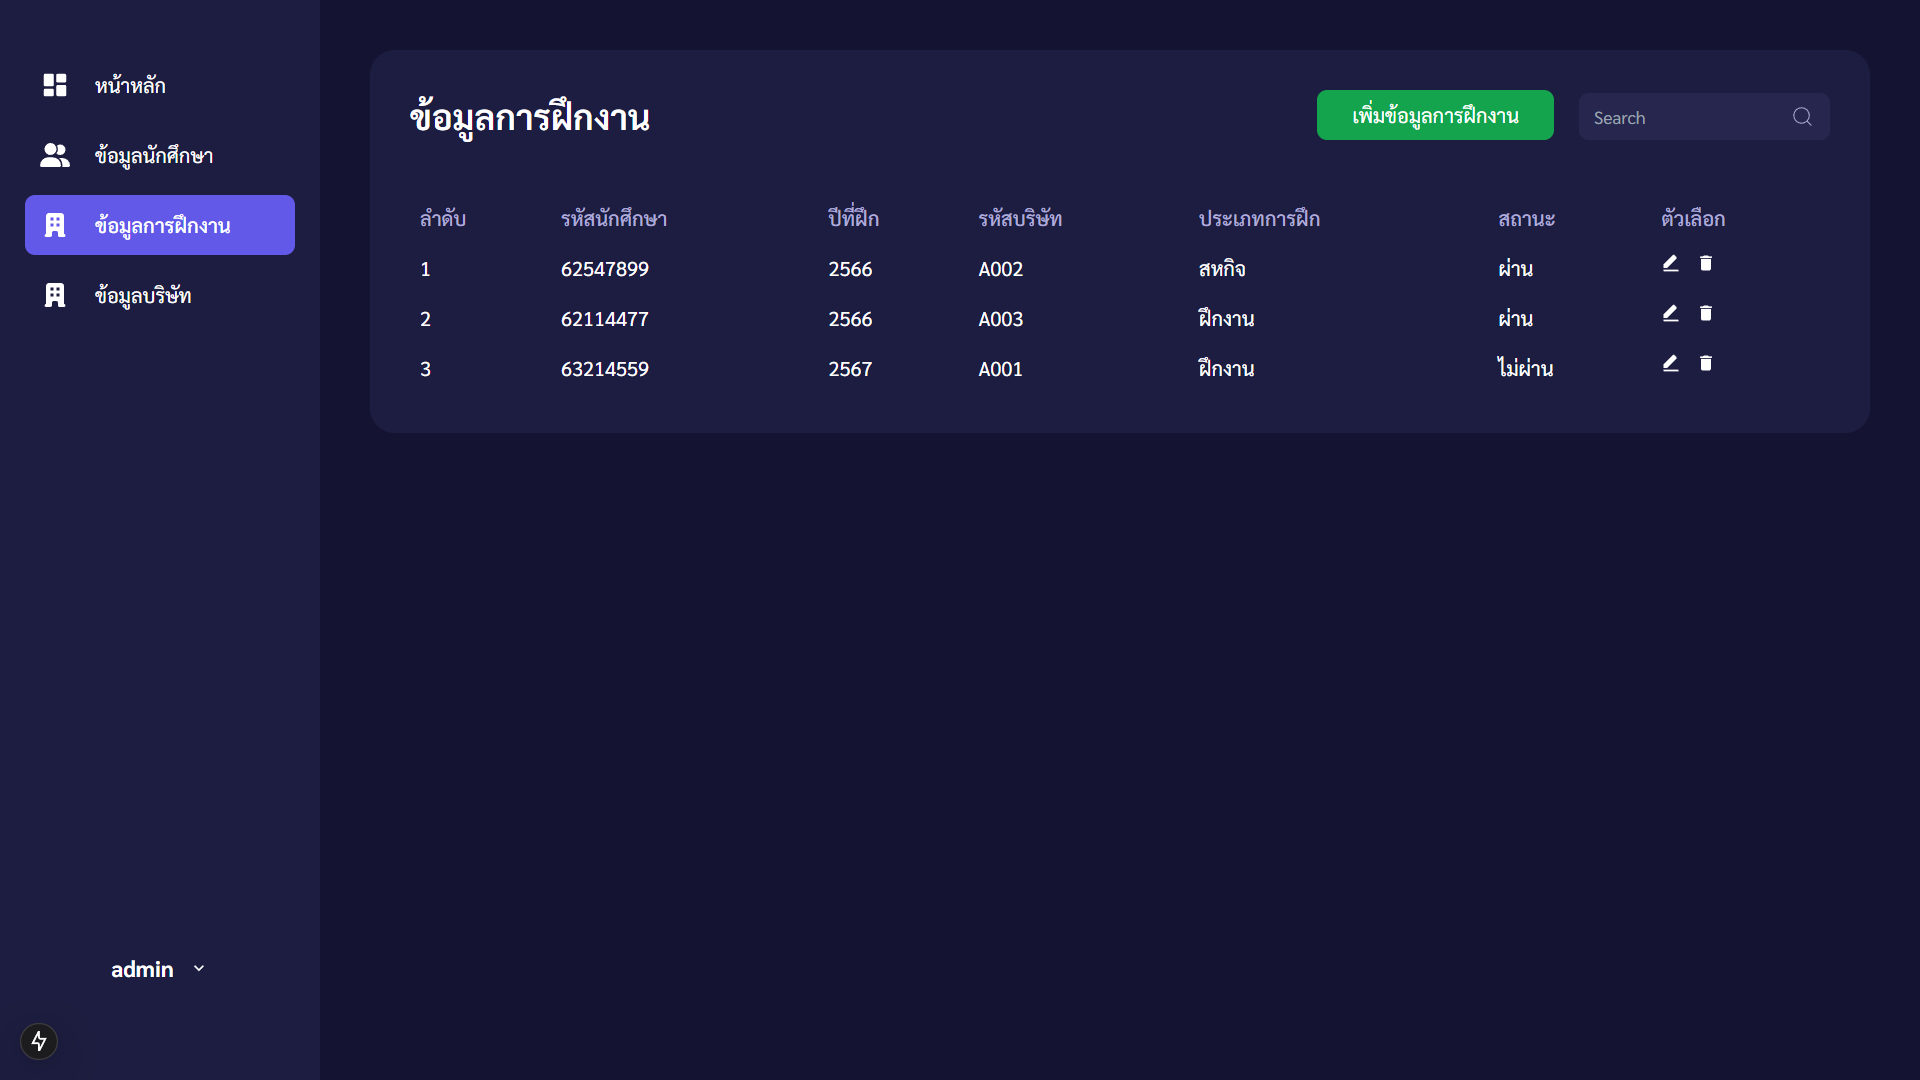 หน้าหลัก
ข้อมูลนักศึกษา
ข้อมูลการฝึกงาน
ข้อมูลบริษัท
admin
ข้อมูลการฝึกงาน
เพิ่มข้อมูลการฝึกงาน
Search
ลำดับ รหัสนักศึกษา ปีที่ฝึก รหัสบริษัท ประเภทการฝึก สถานะ ตัวเลือก
1 62547899 2566 A002 สหกิจ ผ่าน
2 62114477 2566 A003 ฝึกงาน ผ่าน
3 63214559 2567 A001 ฝึกงาน ไม่ผ่าน